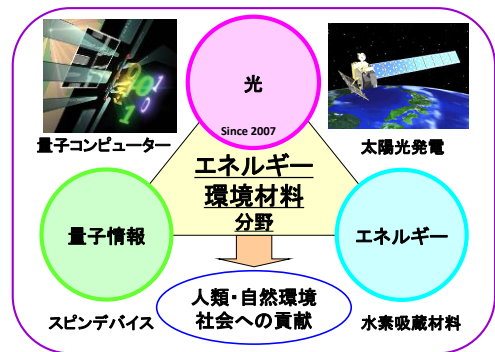 光
Since 2007
量子コンピューター
太陽光発電
エネルギー
環境材料
分野
量子情報
エネルギー
人類・自然環境
社会への貢献
スピンデバイス
水素吸蔵材料